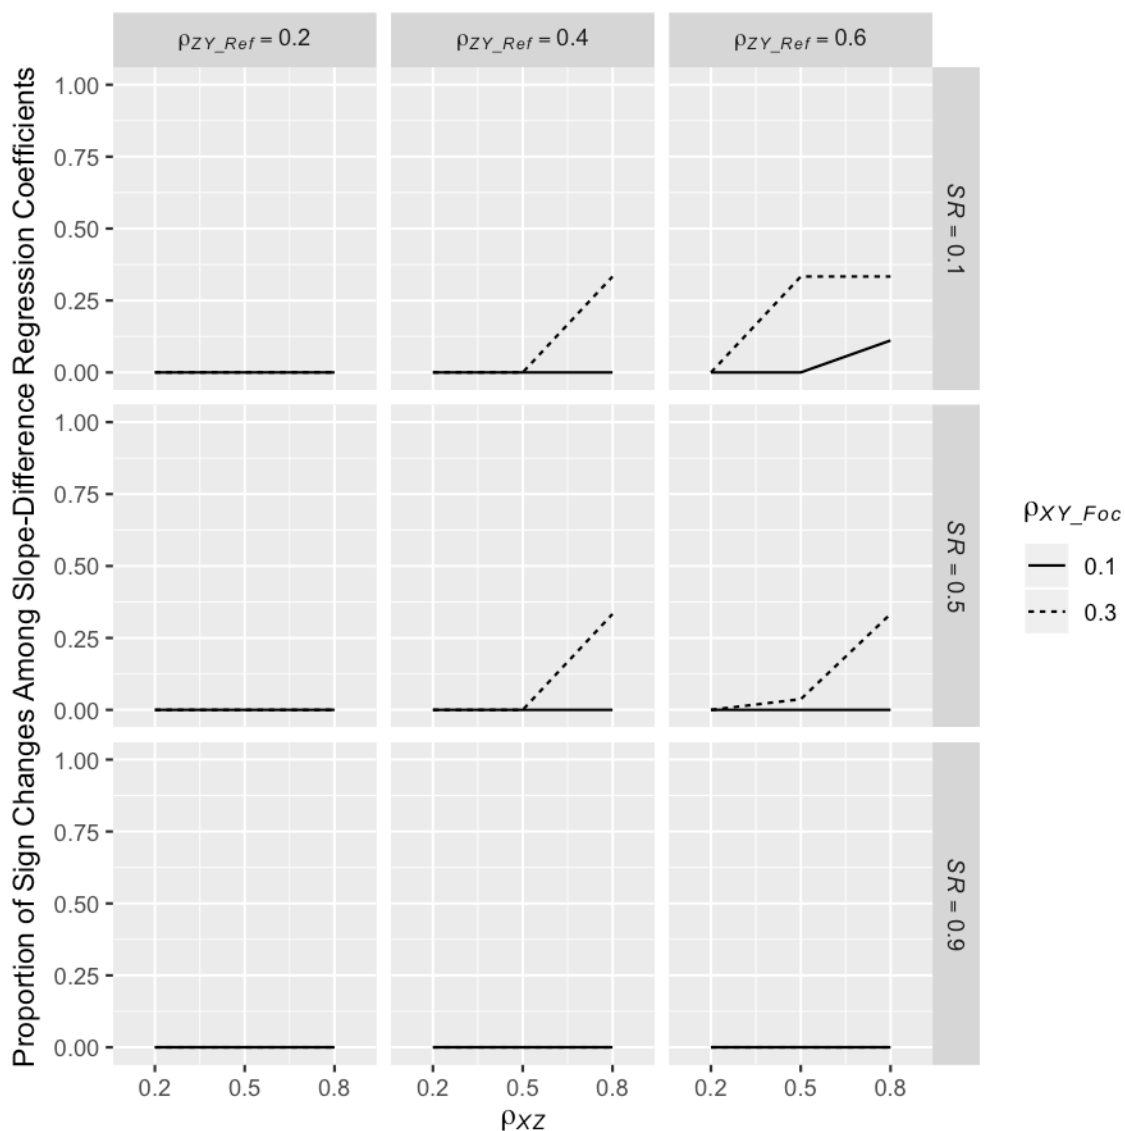 ρZY_Ref = 0.2
ρZY_Ref = 0.4
ρZY_Ref = 0.6
Proportion of Sign Changes Among Slope-Difference Regression Coefficients
1.00
0.75
0.50
0.25
0.00
SR = 0.1
1.00
0.75
0.50
0.25
0.00
SR = 0.5
1.00
0.75
0.50
0.25
0.00
SR = 0.9
0.2 0.5 0.8
0.2 0.5 0.8
0.2 0.5 0.8
ρXZ
ρXY_Foc
0.1
0.3